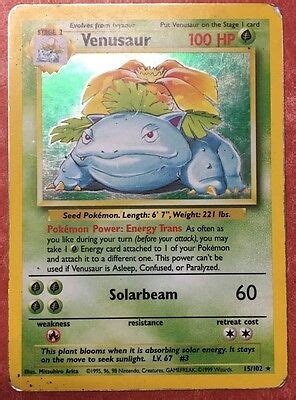 Evolves from Ivysaur
Put Venusaur on the Stage 1 card
STAGE 2
Venusaur 100 HP
Seed Pokémon. Length: 6' 7", Weight: 221 lbs.
Pokémon Power: Energy Trans As often as
you like during your turn (before your attack), you may
take 1 Energy card attached to 1 of your Pokémon
and attach it to a different one. This power can't be used
if Venusaur is Asleep, Confused, or Paralyzed.
Solarbeam 60
weakness resistance retreat cost
This plant blooms when it is absorbing solar energy. It stays
on the move to seek sunlight. LV. 67 #3
Illus. Mitsuhiro Arita ©1995, 96, 98 Nintendo, Creatures, GAMEFREAK. ©1999 Wizards. 15/102 ★